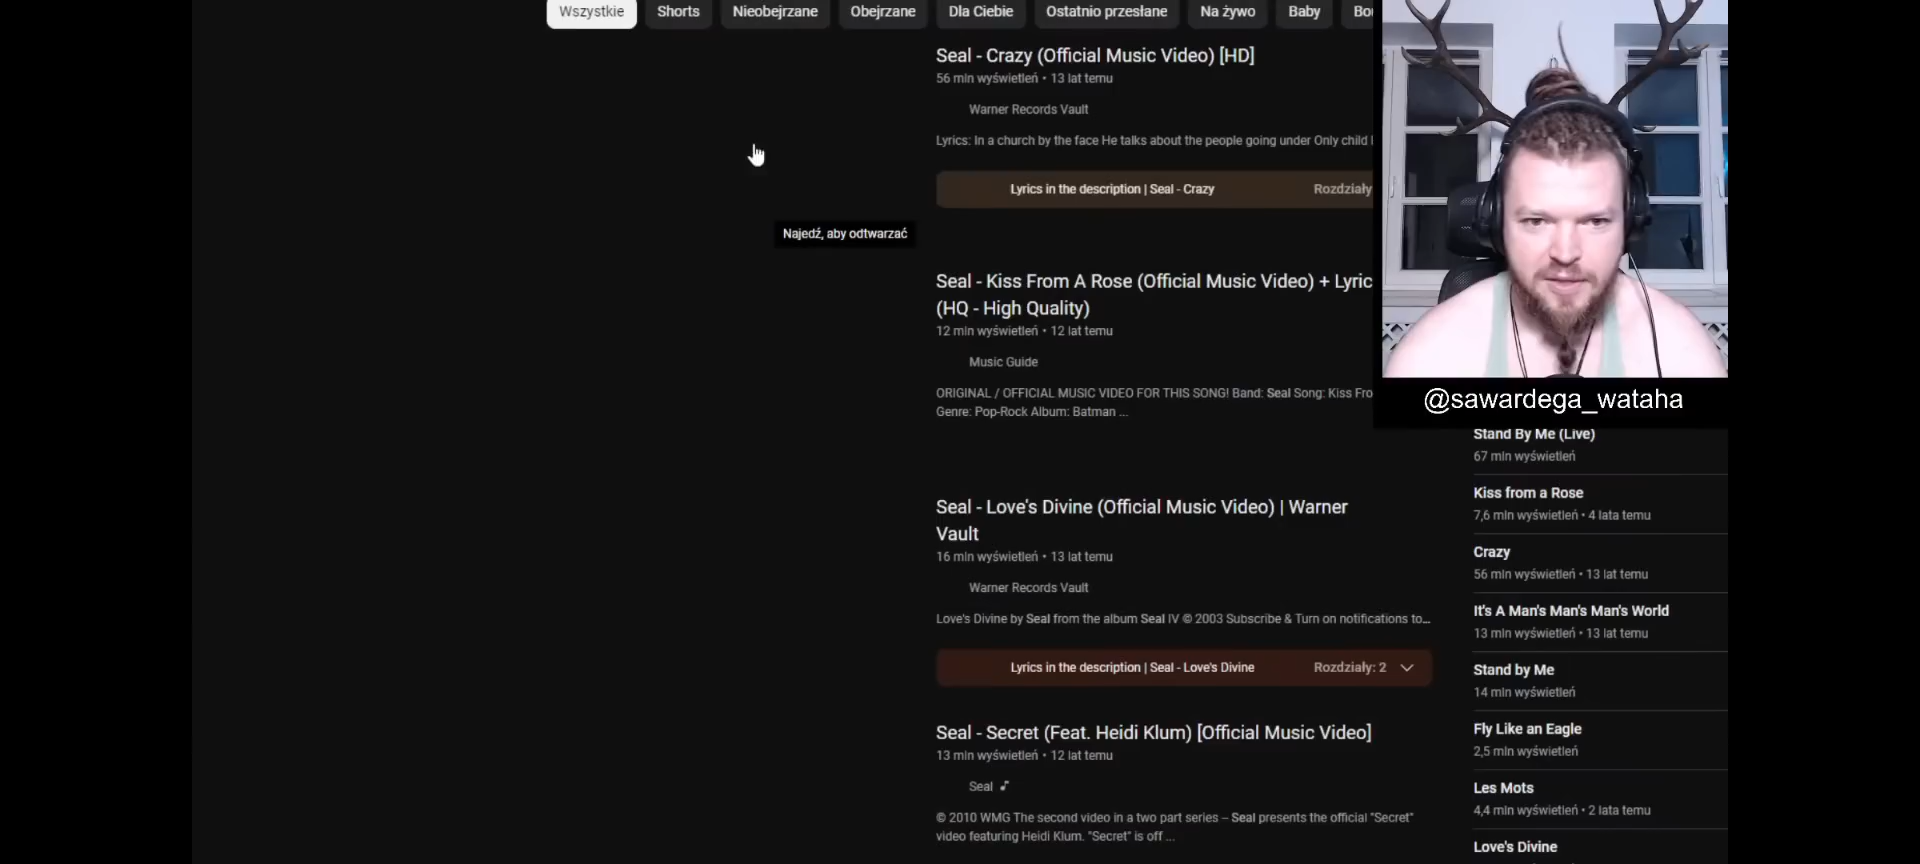 Wszystkie Shorts Nieobejrzane Obejrzane Dla Ciebie Ostatnio przesłane Na żywo Baby
Seal - Crazy (Official Music Video) [HD]
56 mln wyświetleń • 13 lat temu
Warner Records Vault
Lyrics: In a church by the face He talks about the people going under Only child
Lyrics in the description | Seal - Crazy Rozdziały
Najedź, aby odtwarzać
Seal - Kiss From A Rose (Official Music Video) + Lyric
(HQ - High Quality)
12 mln wyświetleń • 12 lat temu
Music Guide
ORIGINAL / OFFICIAL MUSIC VIDEO FOR THIS SONG! Band: Seal Song: Kiss Fro
Genre: Pop-Rock Album: Batman ...
Seal - Love's Divine (Official Music Video) | Warner
Vault
16 mln wyświetleń • 13 lat temu
Warner Records Vault
Love's Divine by Seal from the album Seal IV © 2003 Subscribe & Turn on notifications to...
Lyrics in the description | Seal - Love's Divine Rozdziały: 2
Seal - Secret (Feat. Heidi Klum) [Official Music Video]
13 mln wyświetleń • 12 lat temu
Seal
© 2010 WMG The second video in a two part series – Seal presents the official "Secret"
video featuring Heidi Klum. "Secret" is off ...
@sawardega_wataha
Stand By Me (Live)
67 mln wyświetleń
Kiss from a Rose
7,6 mln wyświetleń • 4 lata temu
Crazy
56 mln wyświetleń • 13 lat temu
It's A Man's Man's Man's World
13 mln wyświetleń • 13 lat temu
Stand by Me
14 mln wyświetleń
Fly Like an Eagle
2,5 mln wyświetleń
Les Mots
4,4 mln wyświetleń • 2 lata temu
Love's Divine